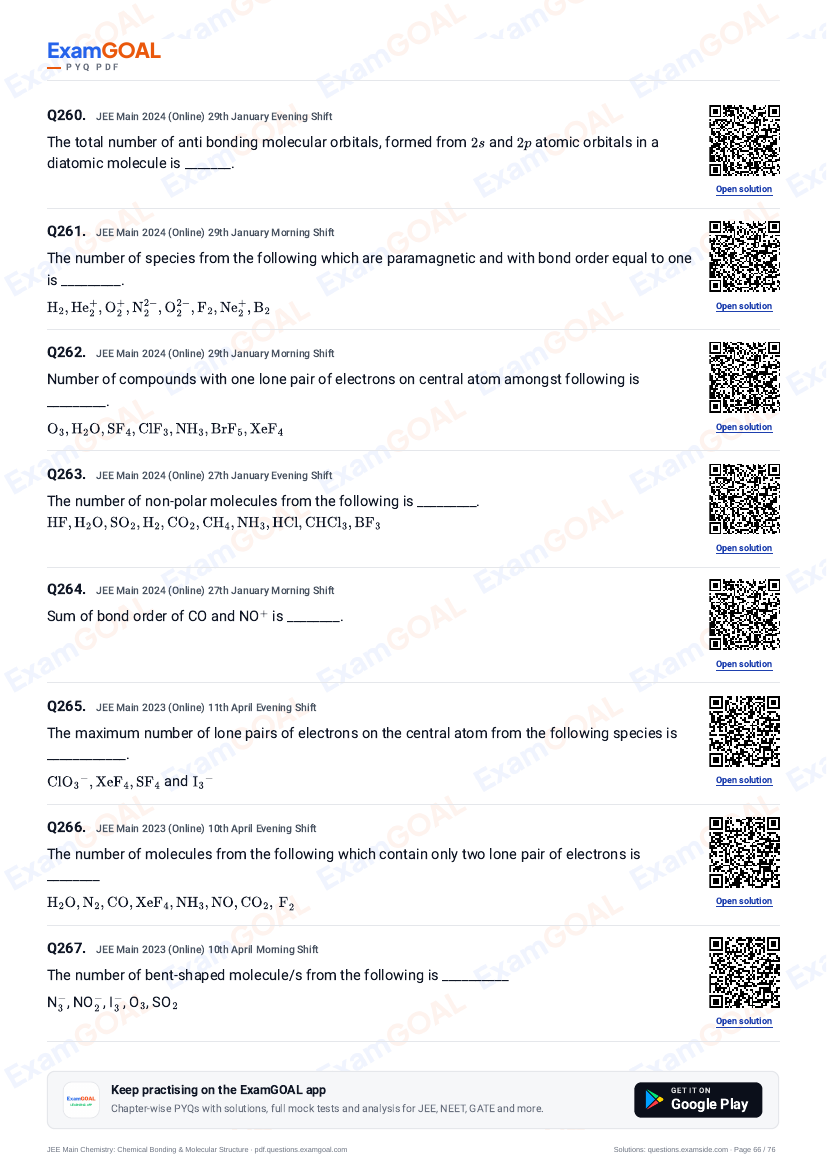 ExamGOAL
PYQ PDF
Q260. JEE Main 2024 (Online) 29th January Evening Shift
The total number of anti bonding molecular orbitals, formed from 2s and 2p atomic orbitals in a
diatomic molecule is _______.
Open solution
Q261. JEE Main 2024 (Online) 29th January Morning Shift
The number of species from the following which are paramagnetic and with bond order equal to one
is _________.
H₂, He₂⁺, O₂⁺, N₂²⁻, O₂²⁻, F₂, Ne₂⁺, B₂
Open solution
Q262. JEE Main 2024 (Online) 29th January Morning Shift
Number of compounds with one lone pair of electrons on central atom amongst following is
_________.
O₃, H₂O, SF₄, ClF₃, NH₃, BrF₅, XeF₄
Open solution
Q263. JEE Main 2024 (Online) 27th January Evening Shift
The number of non-polar molecules from the following is _________.
HF, H₂O, SO₂, H₂, CO₂, CH₄, NH₃, HCl, CHCl₃, BF₃
Open solution
Q264. JEE Main 2024 (Online) 27th January Morning Shift
Sum of bond order of CO and NO⁺ is ________.
Open solution
Q265. JEE Main 2023 (Online) 11th April Evening Shift
The maximum number of lone pairs of electrons on the central atom from the following species is
____________.
ClO₃⁻, XeF₄, SF₄ and I₃⁻
Open solution
Q266. JEE Main 2023 (Online) 10th April Evening Shift
The number of molecules from the following which contain only two lone pair of electrons is
________
H₂O, N₂, CO, XeF₄, NH₃, NO, CO₂, F₂
Open solution
Q267. JEE Main 2023 (Online) 10th April Morning Shift
The number of bent-shaped molecule/s from the following is __________
N₃⁻, NO₂⁻, I₃⁻, O₃, SO₂
Open solution
ExamGOAL
Keep practising on the ExamGOAL app
Chapter-wise PYQs with solutions, full mock tests and analysis for JEE, NEET, GATE and more.
GET IT ON
Google Play
JEE Main Chemistry: Chemical Bonding & Molecular Structure · pdf.questions.examgoal.com
Solutions: questions.examside.com · Page 66 / 76